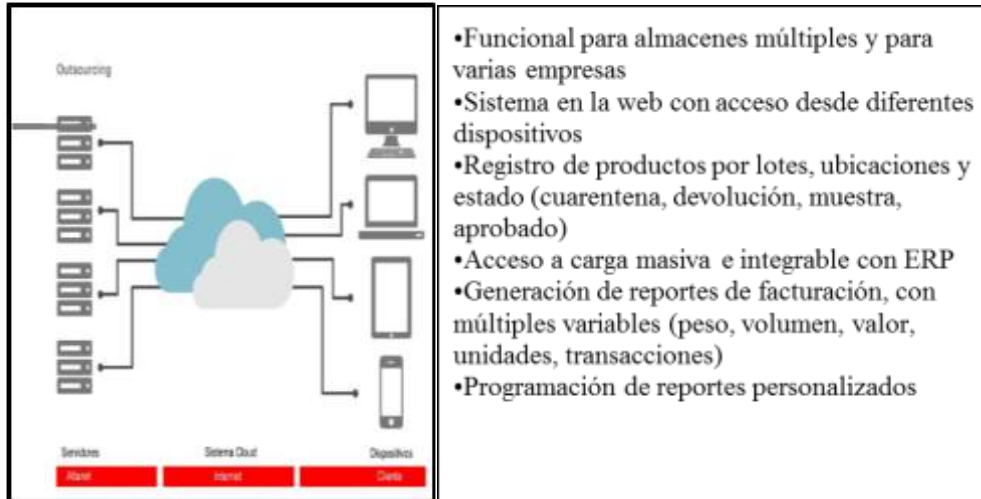 Outsourcing
Servidores
Sistema Cloud
Dispositivos
Internet
Cliente
•Funcional para almacenes múltiples y para
varias empresas
•Sistema en la web con acceso desde diferentes
dispositivos
•Registro de productos por lotes, ubicaciones y
estado (cuarentena, devolución, muestra,
aprobado)
•Acceso a carga masiva e integrable con ERP
•Generación de reportes de facturación, con
múltiples variables (peso, volumen, valor,
unidades, transacciones)
•Programación de reportes personalizados